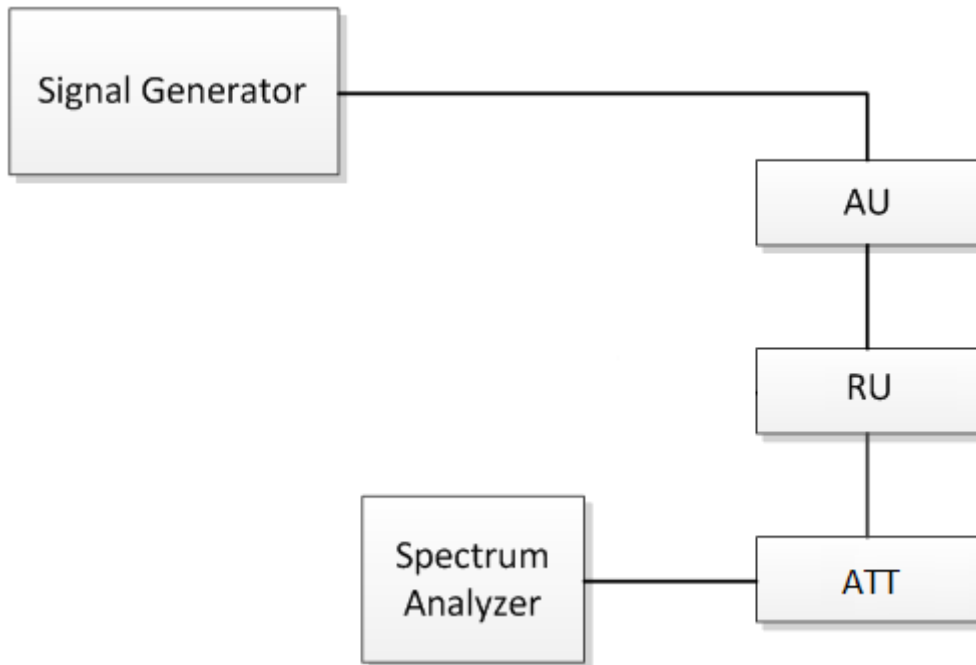 Signal Generator
AU
RU
ATT
Spectrum
Analyzer